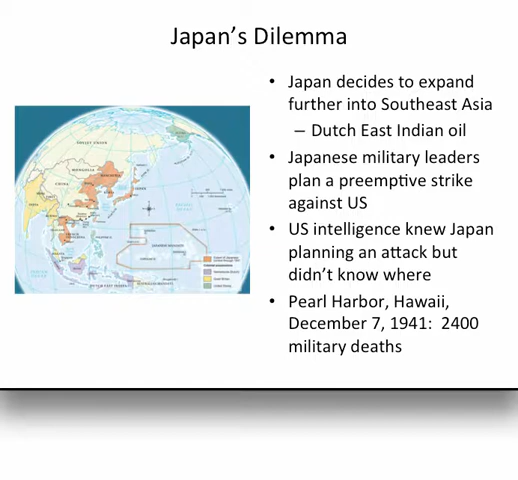 Japan's Dilemma
• Japan decides to expand
further into Southeast Asia
– Dutch East Indian oil
• Japanese military leaders
plan a preemptive strike
against US
• US intelligence knew Japan
planning an attack but
didn't know where
• Pearl Harbor, Hawaii,
December 7, 1941: 2400
military deaths
SOVIET UNION
MONGOLIA
CHINA
JAPAN